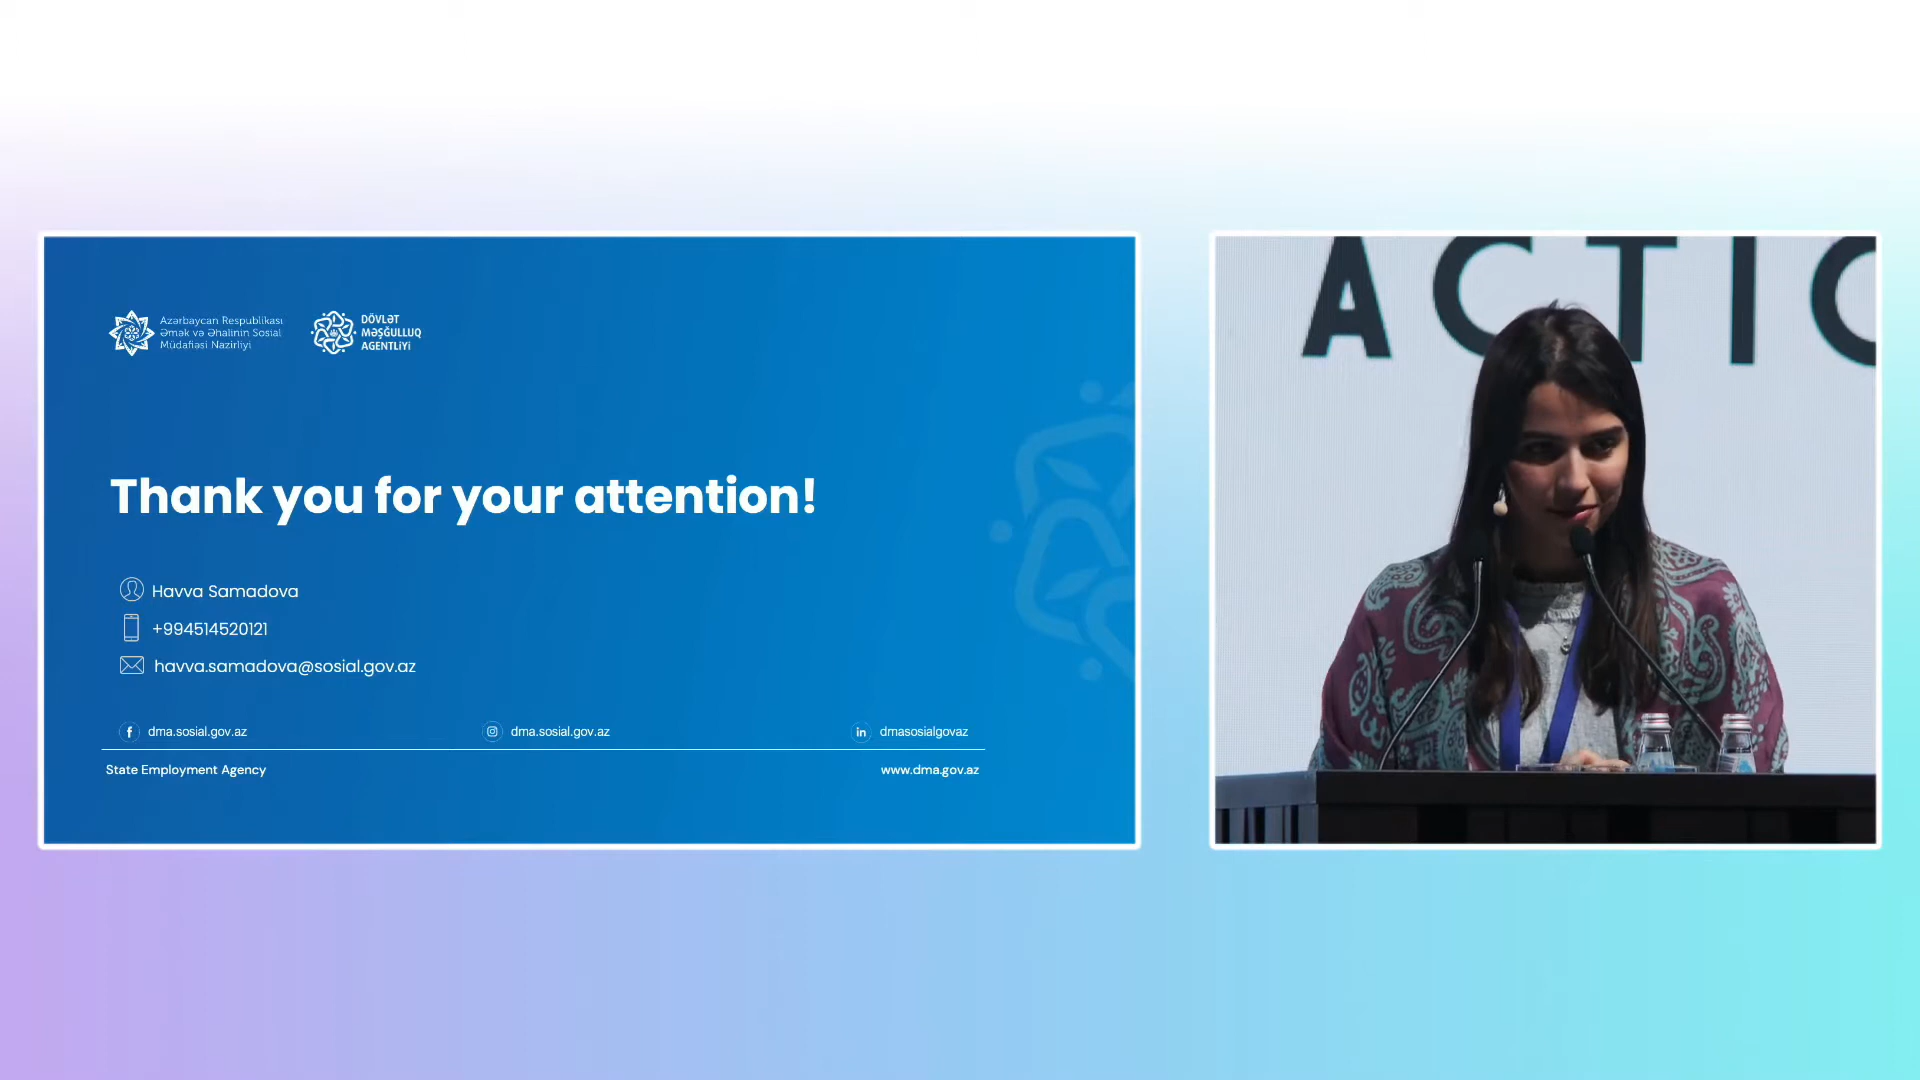 Azərbaycan Respublikası
Əmək və Əhalinin Sosial
Müdafiəsi Nazirliyi
DÖVLƏT
MƏŞĞULLUQ
AGENTLİYİ
Thank you for your attention!
Havva Samadova
+994514520121
havva.samadova@sosial.gov.az
dma.sosial.gov.az
dma.sosial.gov.az
dmasosialgovaz
State Employment Agency
www.dma.gov.az
ACTIO